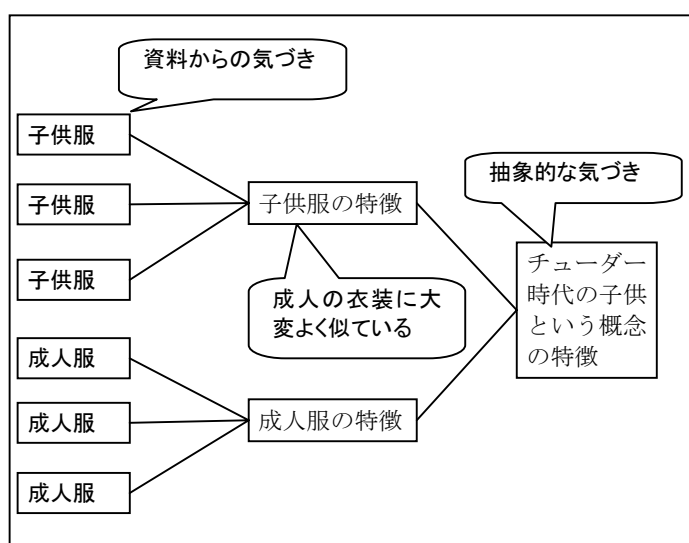 資料からの気づき
子供服
子供服
子供服
子供服の特徴
成人の衣装に大
変よく似ている
成人服
成人服
成人服
成人服の特徴
抽象的な気づき
チューダー
時代の子供
という概念
の特徴